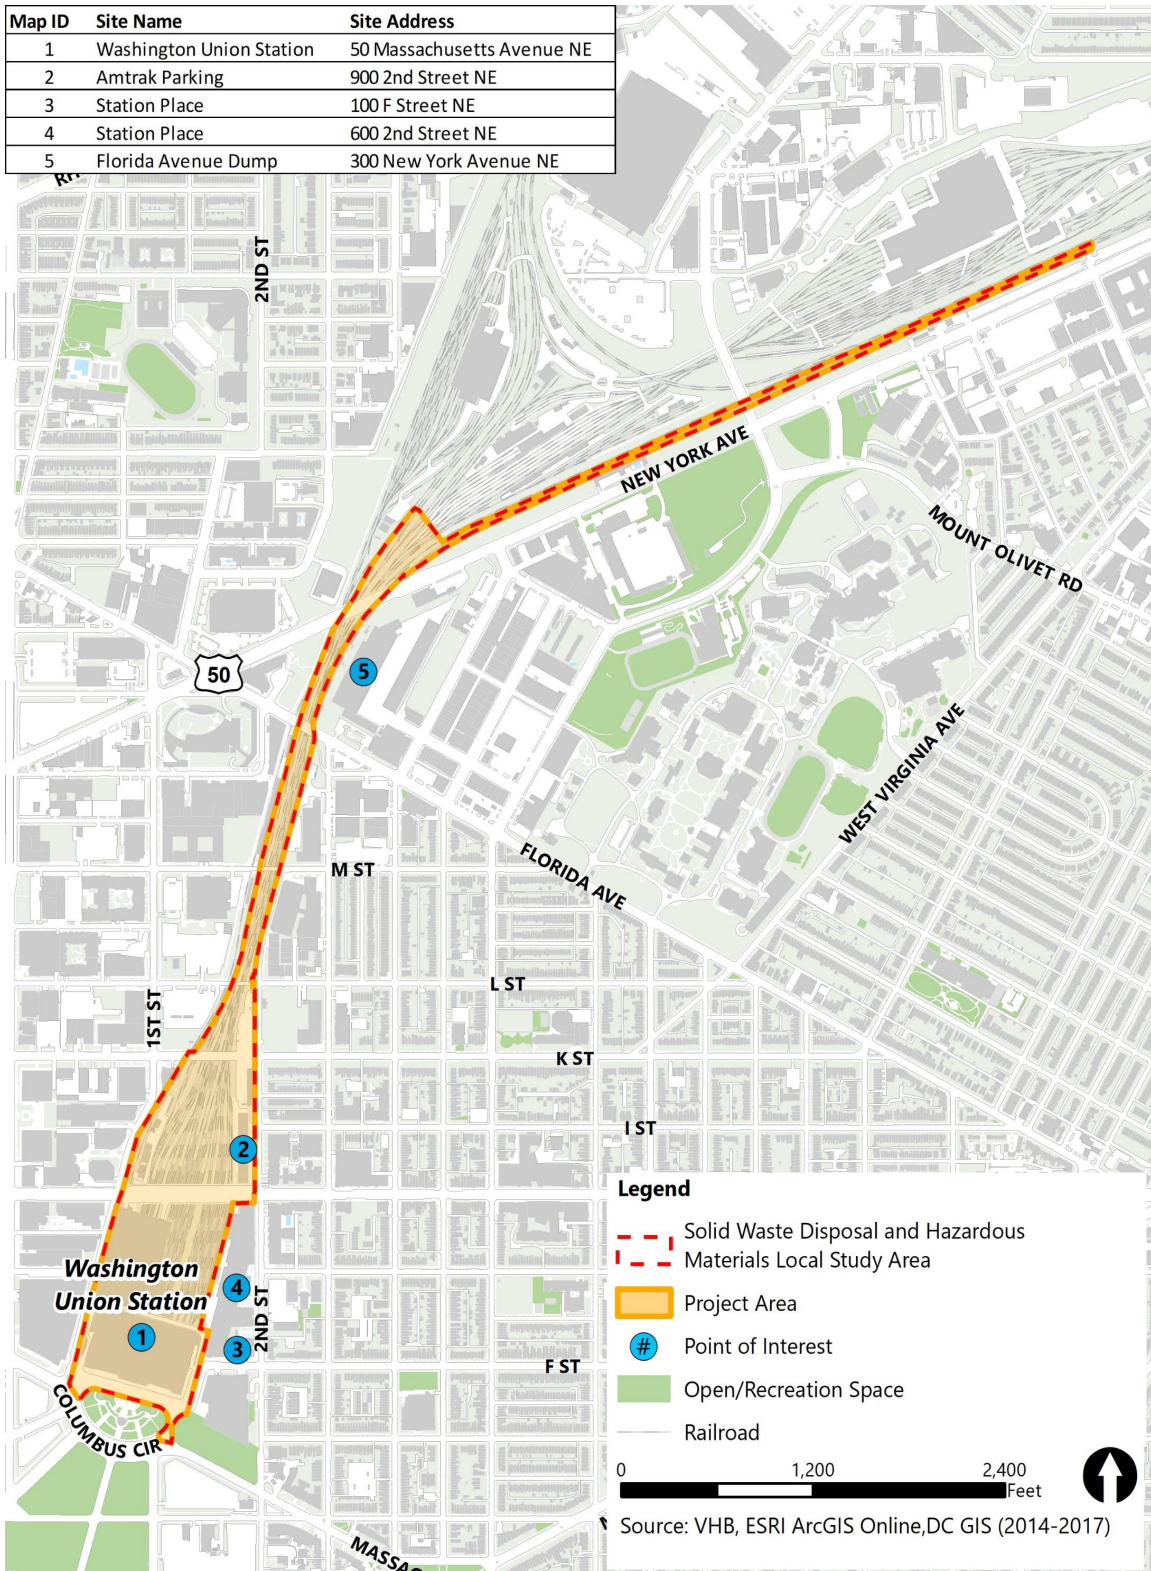 Map ID Site Name Site Address
1 Washington Union Station 50 Massachusetts Avenue NE
2 Amtrak Parking 900 2nd Street NE
3 Station Place 100 F Street NE
4 Station Place 600 2nd Street NE
5 Florida Avenue Dump 300 New York Avenue NE
2ND ST
NEW YORK AVE
MOUNT OLIVET RD
50
5
WEST VIRGINIA AVE
M ST
FLORIDA AVE
L ST
1ST ST
K ST
I ST
2
Washington
Union Station
4
1
3
2ND ST
F ST
COLUMBUS CIR
MASSAC
Legend
Solid Waste Disposal and Hazardous
Materials Local Study Area
Project Area
# Point of Interest
Open/Recreation Space
Railroad
0 1,200 2,400
Feet
Source: VHB, ESRI ArcGIS Online,DC GIS (2014-2017)